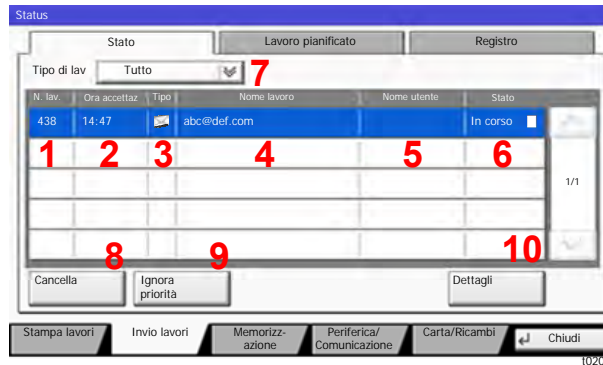 Status
Stato Lavoro pianificato Registro
Tipo di lav Tutto 7
N. lav. Ora accettaz Tipo Nome lavoro Nome utente Stato
438 14:47 abc@def.com In corso
1 2 3 4 5 6
1/1
8 9 10
Cancella Ignora priorità Dettagli
Stampa lavori Invio lavori Memorizz-azione Periferica/Comunicazione Carta/Ricambi Chiudi
t020